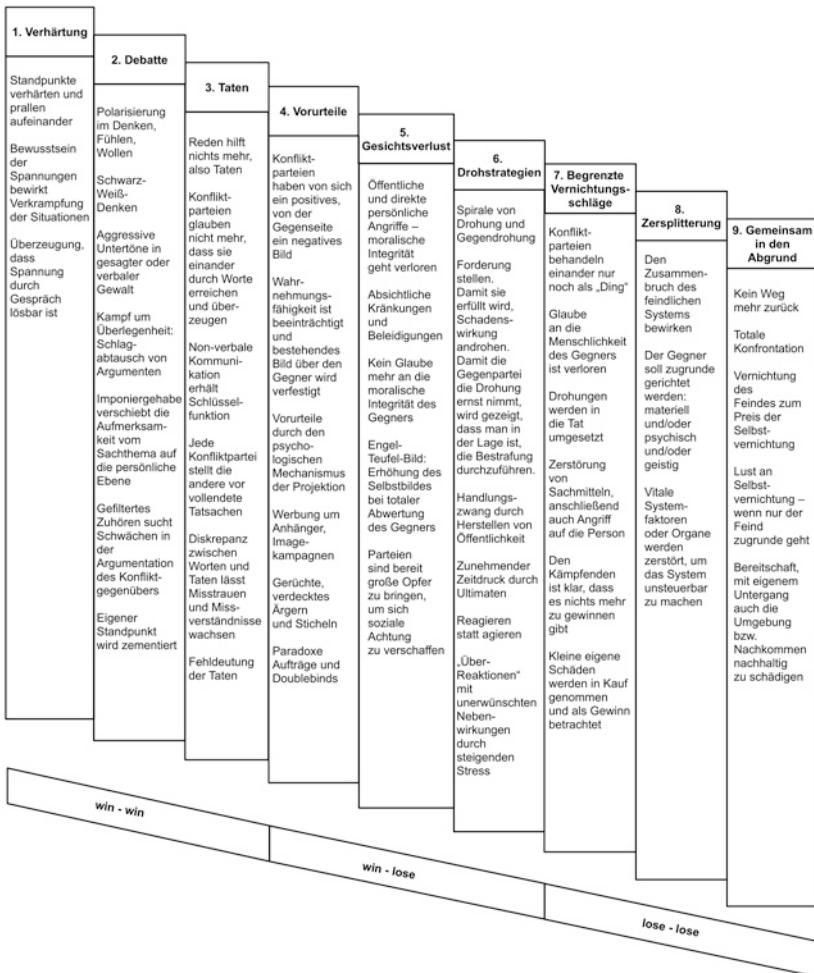 1. Verhärtung
Standpunkte
verhärten und
prallen
aufeinander
Bewusstsein
der
Spannungen
bewirkt
Verkrampfung
der Situationen
Überzeugung,
dass
Spannung
durch
Gespräch
lösbar ist
2. Debatte
Polarisierung
im Denken,
Fühlen,
Wollen
Schwarz-
Weiß-
Denken
Aggressive
Untertöne in
gesagter oder
verbaler
Gewalt
Kampf um
Überlegenheit:
Schlag-
abtausch von
Argumenten
Imponiergehabe
verschiebt die
Aufmerksam-
keit vom
Sachthema auf
die persönliche
Ebene
Gefiltertes
Zuhören sucht
Schwächen in
der
Argumentation
des Konflikt-
gegenübers
Eigener
Standpunkt
wird zementiert
3. Taten
Reden hilft
nichts mehr,
also Taten
Konflikt-
parteien
glauben
nicht mehr,
dass sie
einander
durch Worte
erreichen
und über-
zeugen
Non-verbale
Kommuni-
kation
erhält
Schlüssel-
funktion
Jede
Konfliktpartei
stellt die
andere vor
vollendete
Tatsachen
Diskrepanz
zwischen
Worten und
Taten lässt
Misstrauen
und Miss-
verständnisse
wachsen
Fehldeutung
der Taten
4. Vorurteile
Konflikt-
parteien
haben von sich
ein positives,
von der
Gegenseite
ein negatives
Bild
Wahr-
nehmungs-
fähigkeit ist
beeinträchtigt
und
bestehendes
Bild über den
Gegner wird
verfestigt
Vorurteile
durch den
psycho-
logischen
Mechanismus
der Projektion
Werbung um
Anhänger,
Image-
kampagnen
Gerüchte,
verdecktes
Ärgern
und Sticheln
Paradoxe
Aufträge und
Doublebinds
5.
Gesichtsverlust
Öffentliche
und direkte
persönliche
Angriffe –
moralische
Integrität
geht verloren
Absichtliche
Kränkungen
und
Beleidigungen
Kein Glaube
mehr an die
moralische
Integrität des
Gegners
Engel-
Teufel-Bild:
Erhöhung des
Selbstbildes
bei totaler
Abwertung
des Gegners
Parteien
sind bereit
große Opfer
zu bringen,
um sich
soziale
Achtung
zu verschaffen
6.
Drohstrategien
Spirale von
Drohung und
Gegendrohung
Forderung
stellen.
Damit sie
erfüllt wird,
Schadens-
wirkung
androhen.
Damit die
Gegenpartei
die Drohung
ernst nimmt,
wird gezeigt,
dass man in
der Lage ist,
die Bestrafung
durchzuführen.
Handlungs-
zwang durch
Herstellen von
Öffentlichkeit
Zunehmender
Zeitdruck durch
Ultimaten
Reagieren
statt agieren
„Über-
Reaktionen“
mit
unerwünschten
Neben-
wirkungen
durch
steigenden
Stress
7. Begrenzte
Vernichtungs-
schläge
Konflikt-
parteien
behandeln
einander nur
noch als „Ding“
Glaube
an die
Menschlichkeit
des Gegners
ist verloren
Drohungen
werden in
die Tat
umgesetzt
Zerstörung
von
Sachmitteln,
anschließend
auch Angriff
auf die Person
Den
Kämpfenden
ist klar, dass
es nichts mehr
zu gewinnen
gibt
Kleine eigene
Schäden
werden in Kauf
genommen
und als Gewinn
betrachtet
8.
Zersplitterung
Den
Zusammen-
bruch des
feindlichen
Systems
bewirken
Der Gegner
soll zugrunde
gerichtet
werden:
materiell
und/oder
psychisch
und/oder
geistig
Vitale
System-
faktoren
oder Organe
werden
zerstört, um
das System
unsteuerbar
zu machen
9. Gemeinsam
in den
Abgrund
Kein Weg
mehr zurück
Totale
Konfrontation
Vernichtung
des
Feindes zum
Preis der
Selbst-
vernichtung
Lust an
Selbst-
vernichtung –
wenn nur der
Feind
zugrunde geht
Bereitschaft,
mit eigenem
Untergang
auch die
Umgebung
bzw.
Nachkommen
nachhaltig
zu schädigen
win - win
win - lose
lose - lose